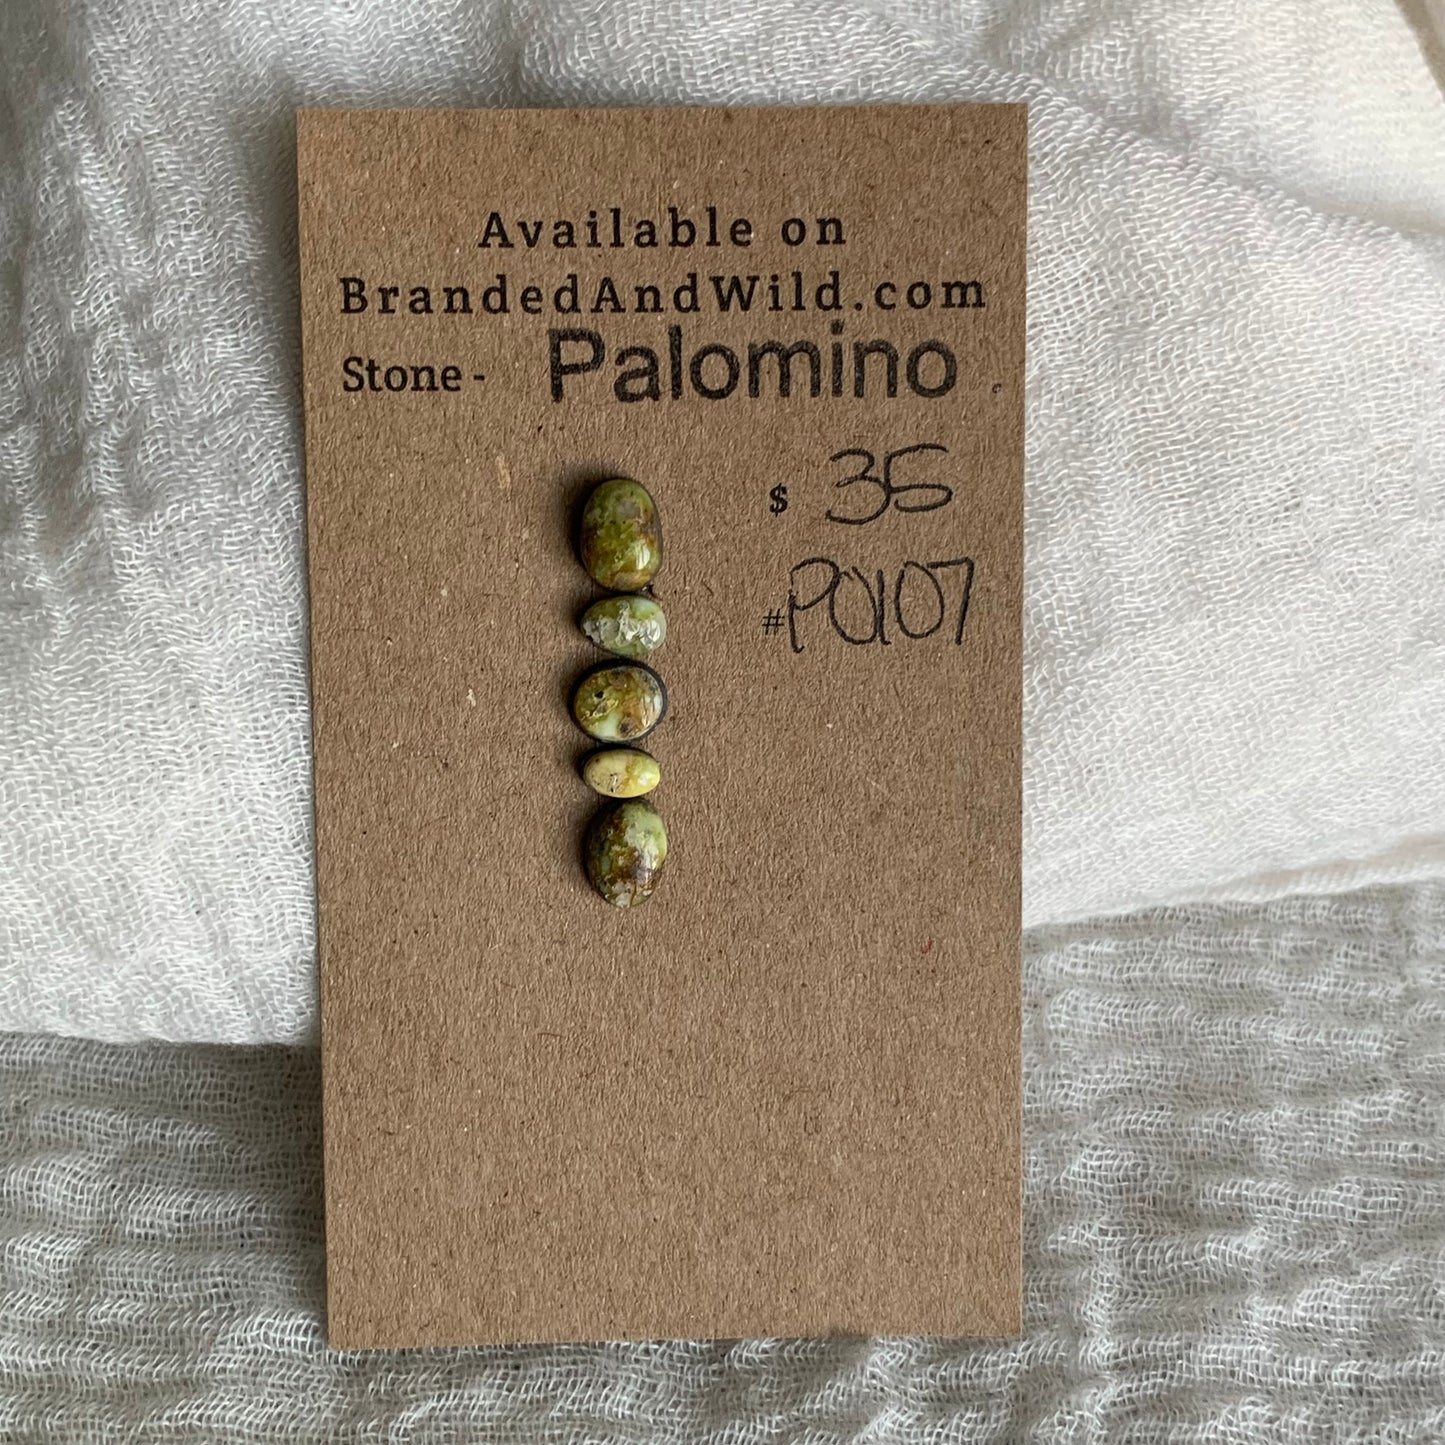 Available on
BrandedAndWild.com
Stone - Palomino
$ 35
#P0107